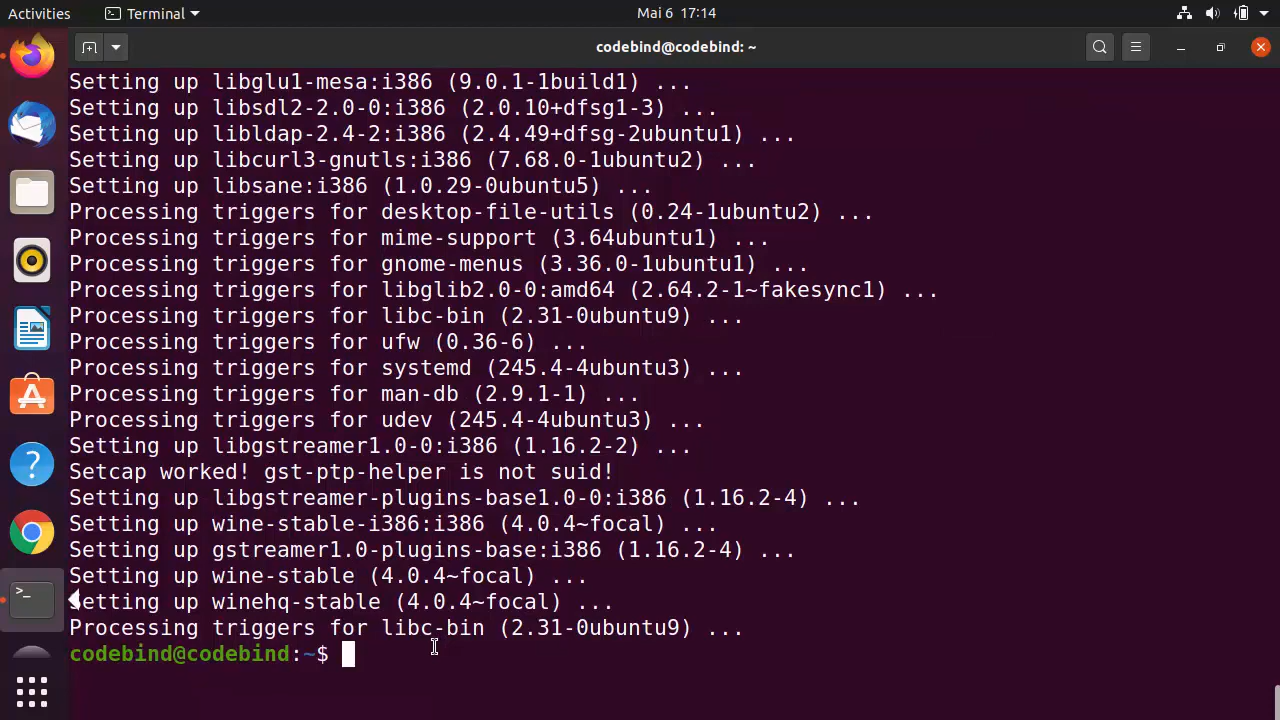 Activities
Terminal
Mai 6 17:14
codebind@codebind: ~
Setting up libglu1-mesa:i386 (9.0.1-1build1) ...
Setting up libsdl2-2.0-0:i386 (2.0.10+dfsg1-3) ...
Setting up libldap-2.4-2:i386 (2.4.49+dfsg-2ubuntu1) ...
Setting up libcurl3-gnutls:i386 (7.68.0-1ubuntu2) ...
Setting up libsane:i386 (1.0.29-0ubuntu5) ...
Processing triggers for desktop-file-utils (0.24-1ubuntu2) ...
Processing triggers for mime-support (3.64ubuntu1) ...
Processing triggers for gnome-menus (3.36.0-1ubuntu1) ...
Processing triggers for libglib2.0-0:amd64 (2.64.2-1~fakesync1) ...
Processing triggers for libc-bin (2.31-0ubuntu9) ...
Processing triggers for ufw (0.36-6) ...
Processing triggers for systemd (245.4-4ubuntu3) ...
Processing triggers for man-db (2.9.1-1) ...
Processing triggers for udev (245.4-4ubuntu3) ...
Setting up libgstreamer1.0-0:i386 (1.16.2-2) ...
Setcap worked! gst-ptp-helper is not suid!
Setting up libgstreamer-plugins-base1.0-0:i386 (1.16.2-4) ...
Setting up wine-stable-i386:i386 (4.0.4~focal) ...
Setting up gstreamer1.0-plugins-base:i386 (1.16.2-4) ...
Setting up wine-stable (4.0.4~focal) ...
Setting up winehq-stable (4.0.4~focal) ...
Processing triggers for libc-bin (2.31-0ubuntu9) ...
codebind@codebind:~$